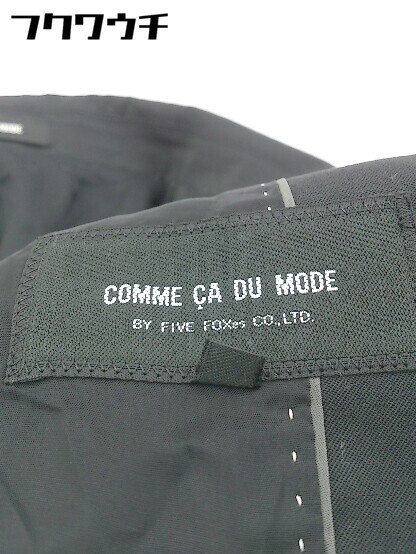 フクワウチ
COMME ÇA DU MODE
BY FIVE FOXes CO.,LTD.